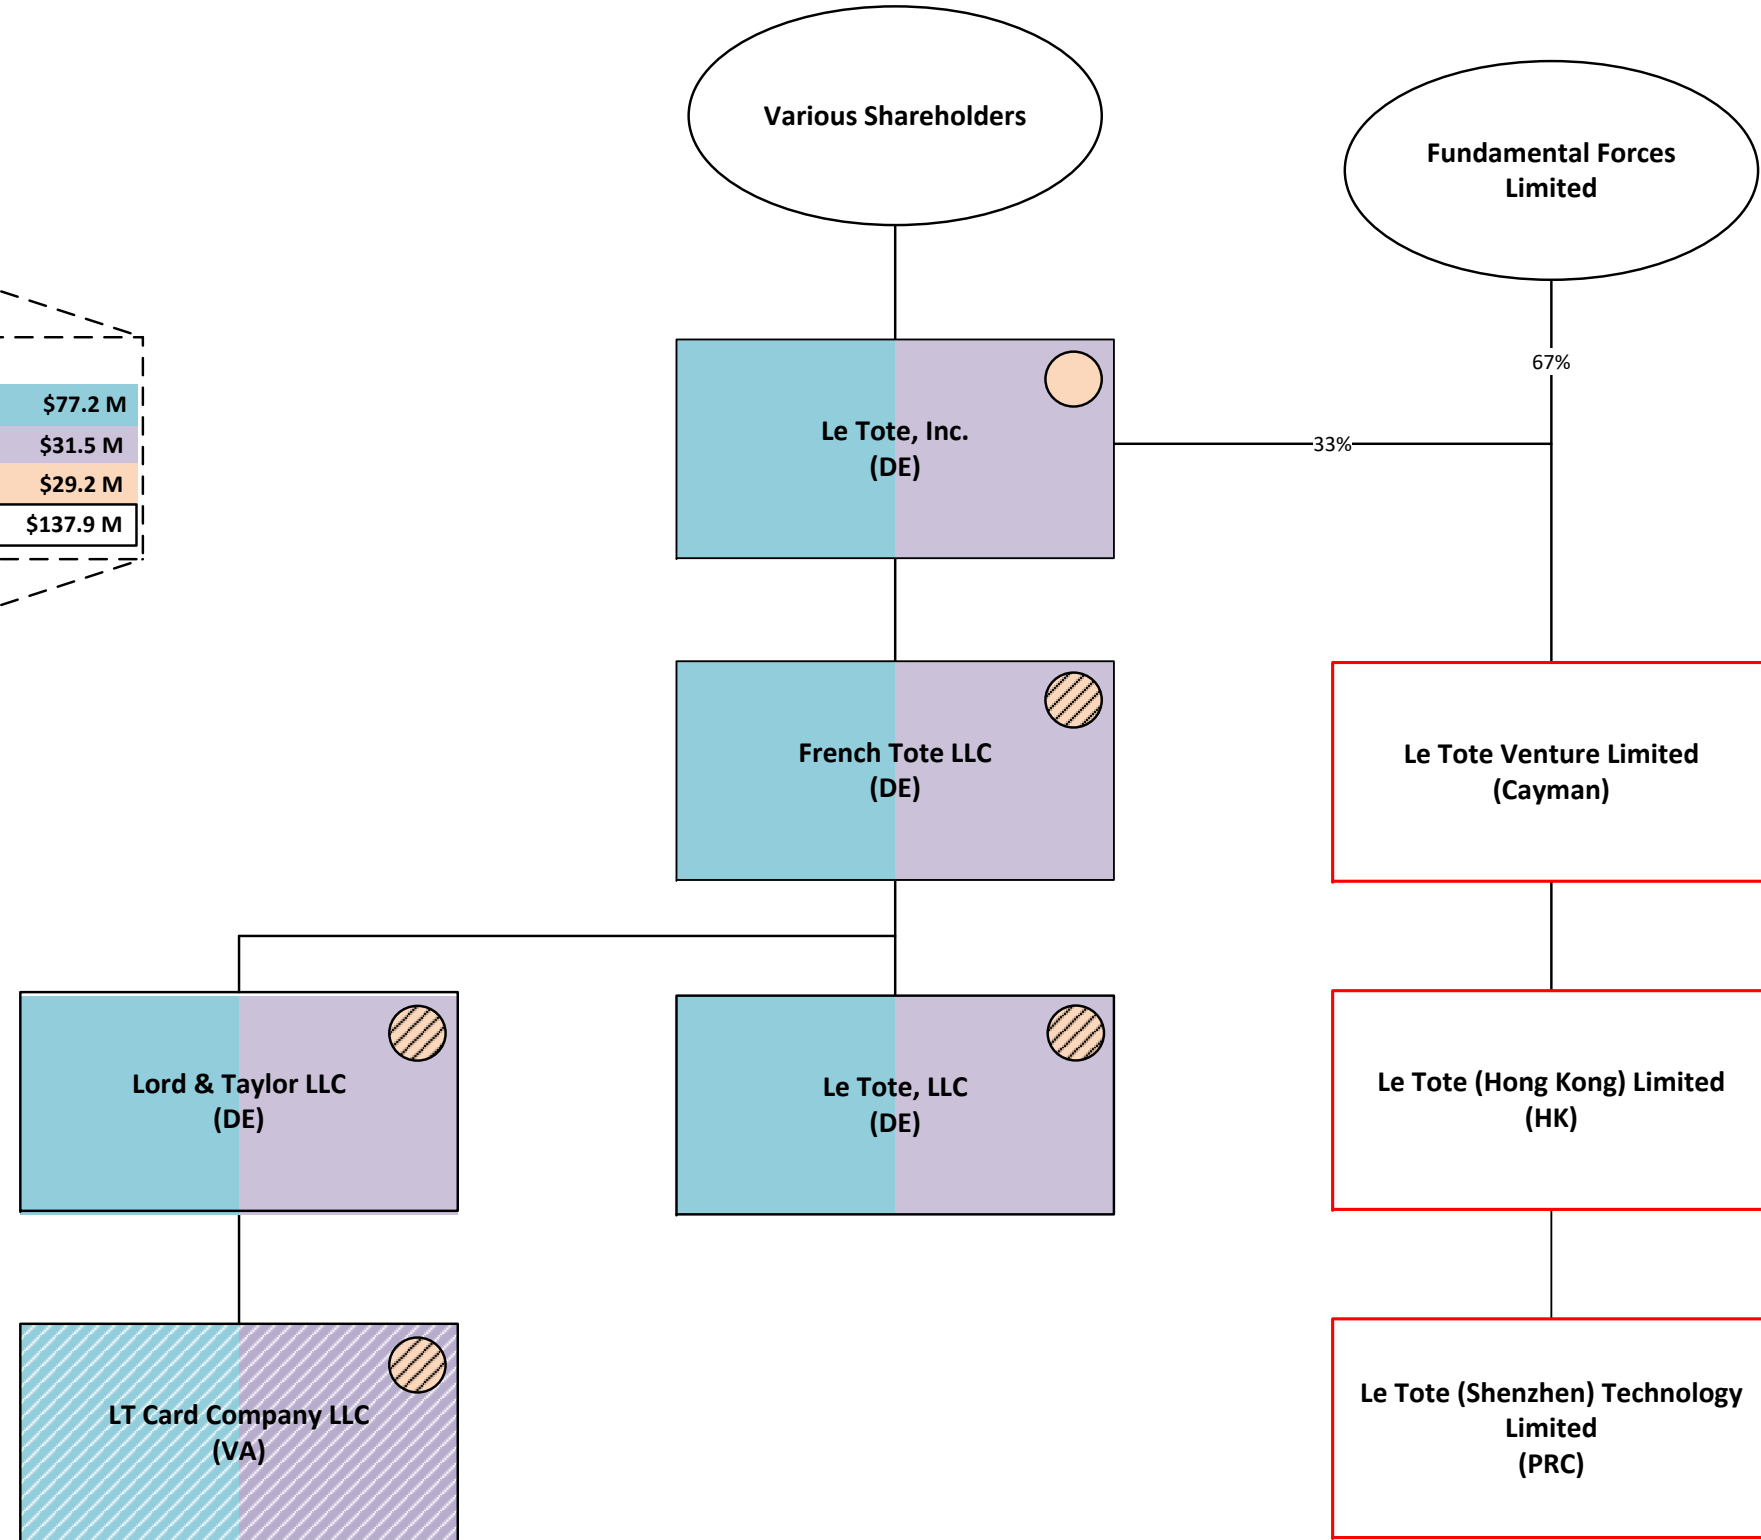 Various Shareholders
Fundamental Forces
Limited
67%
$77.2 M
$31.5 M
$29.2 M
$137.9 M
Le Tote, Inc.
(DE)
33%
French Tote LLC
(DE)
Le Tote Venture Limited
(Cayman)
Lord & Taylor LLC
(DE)
Le Tote, LLC
(DE)
Le Tote (Hong Kong) Limited
(HK)
LT Card Company LLC
(VA)
Le Tote (Shenzhen) Technology
Limited
(PRC)